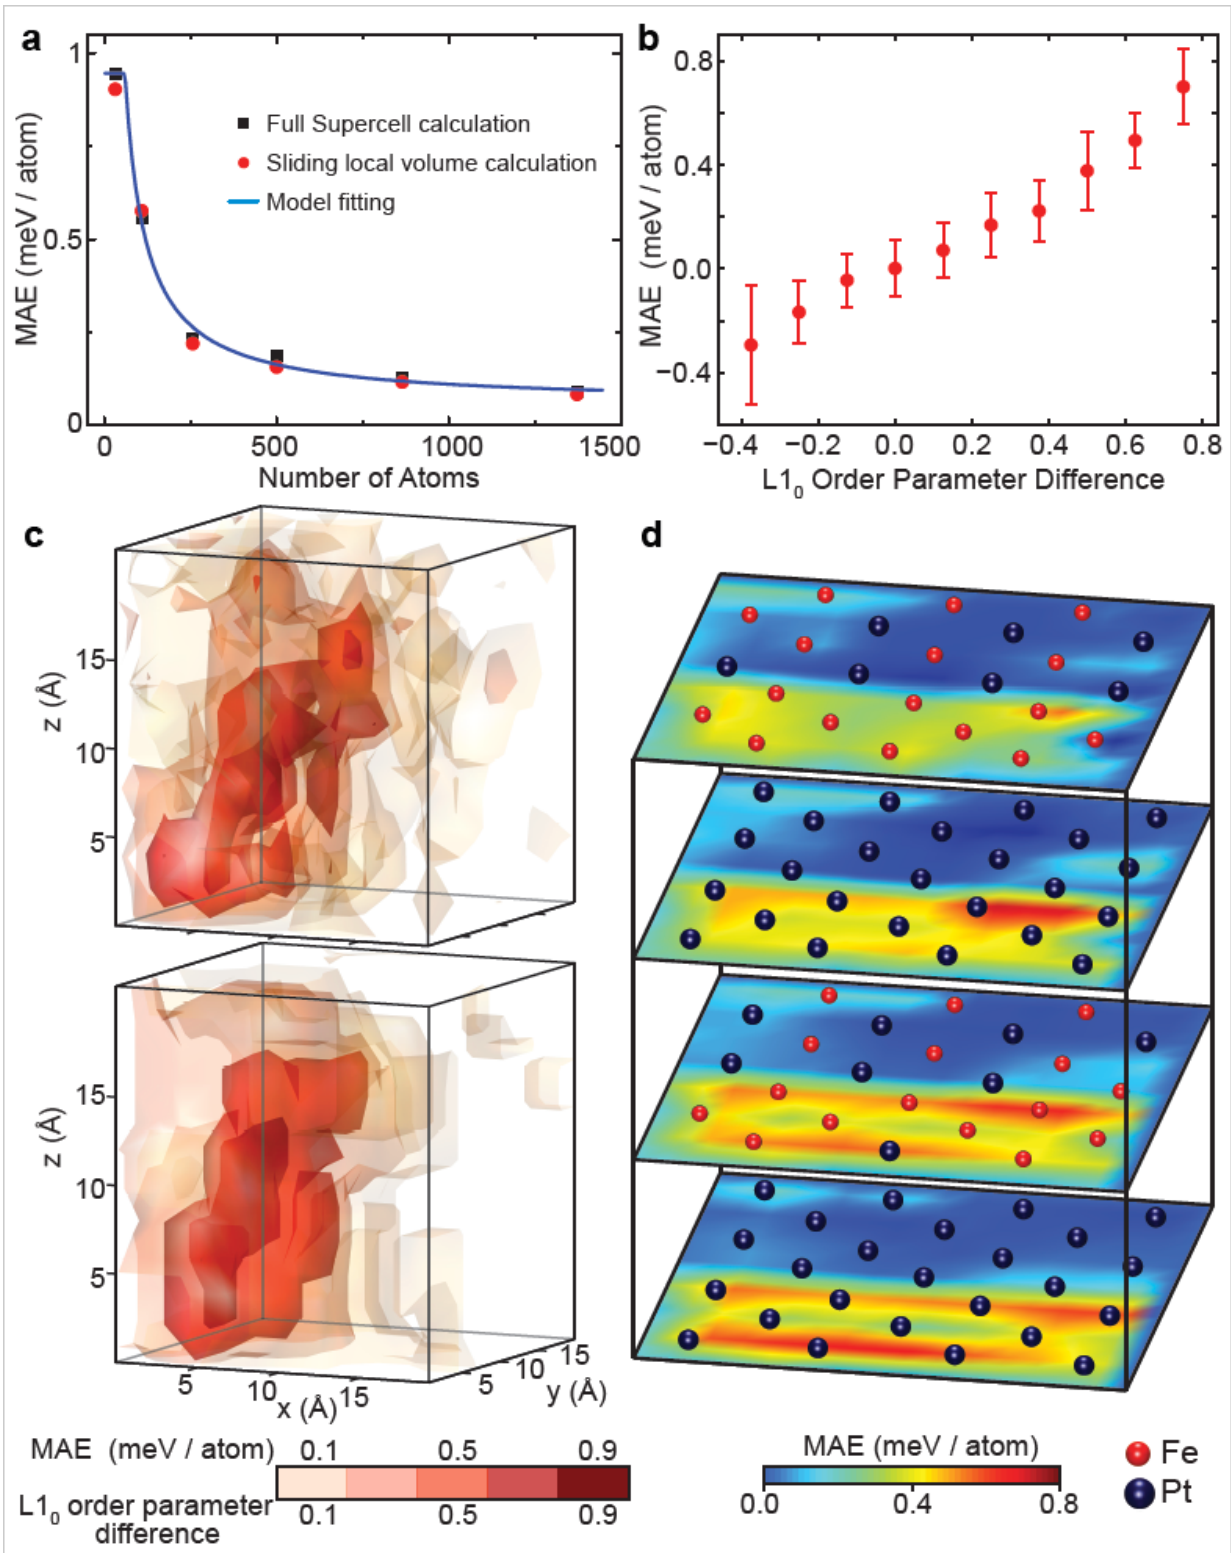 a
1
0.5
0
MAE (meV / atom)
Full Supercell calculation
Sliding local volume calculation
Model fitting
0 500 1000 1500
Number of Atoms
b
0.8
0.4
0.0
−0.4
MAE (meV / atom)
−0.4 −0.2 0.0 0.2 0.4 0.6 0.8
L1₀ Order Parameter Difference
c
15
10
5
z (Å)
15
10
5
z (Å)
5 10 15
x (Å)
5 10 15
y (Å)
MAE (meV / atom) 0.1 0.5 0.9
L1₀ order parameter
difference
0.1 0.5 0.9
d
MAE (meV / atom)
0.0 0.4 0.8
Fe
Pt